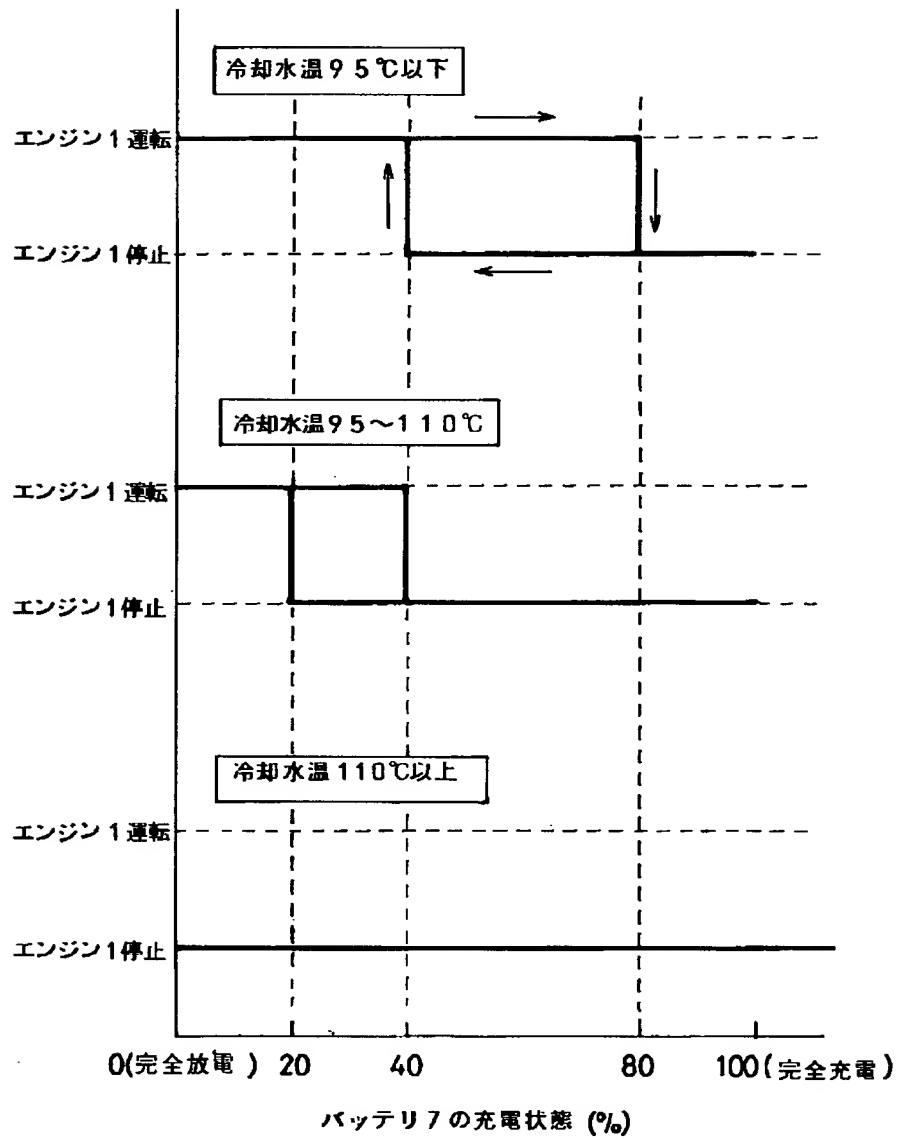 冷却水温95℃以下
エンジン1運転
エンジン1停止
冷却水温95～110℃
エンジン1運転
エンジン1停止
冷却水温110℃以上
エンジン1運転
エンジン1停止
0(完全放電) 20 40 80 100(完全充電)
バッテリ7の充電状態 (%)